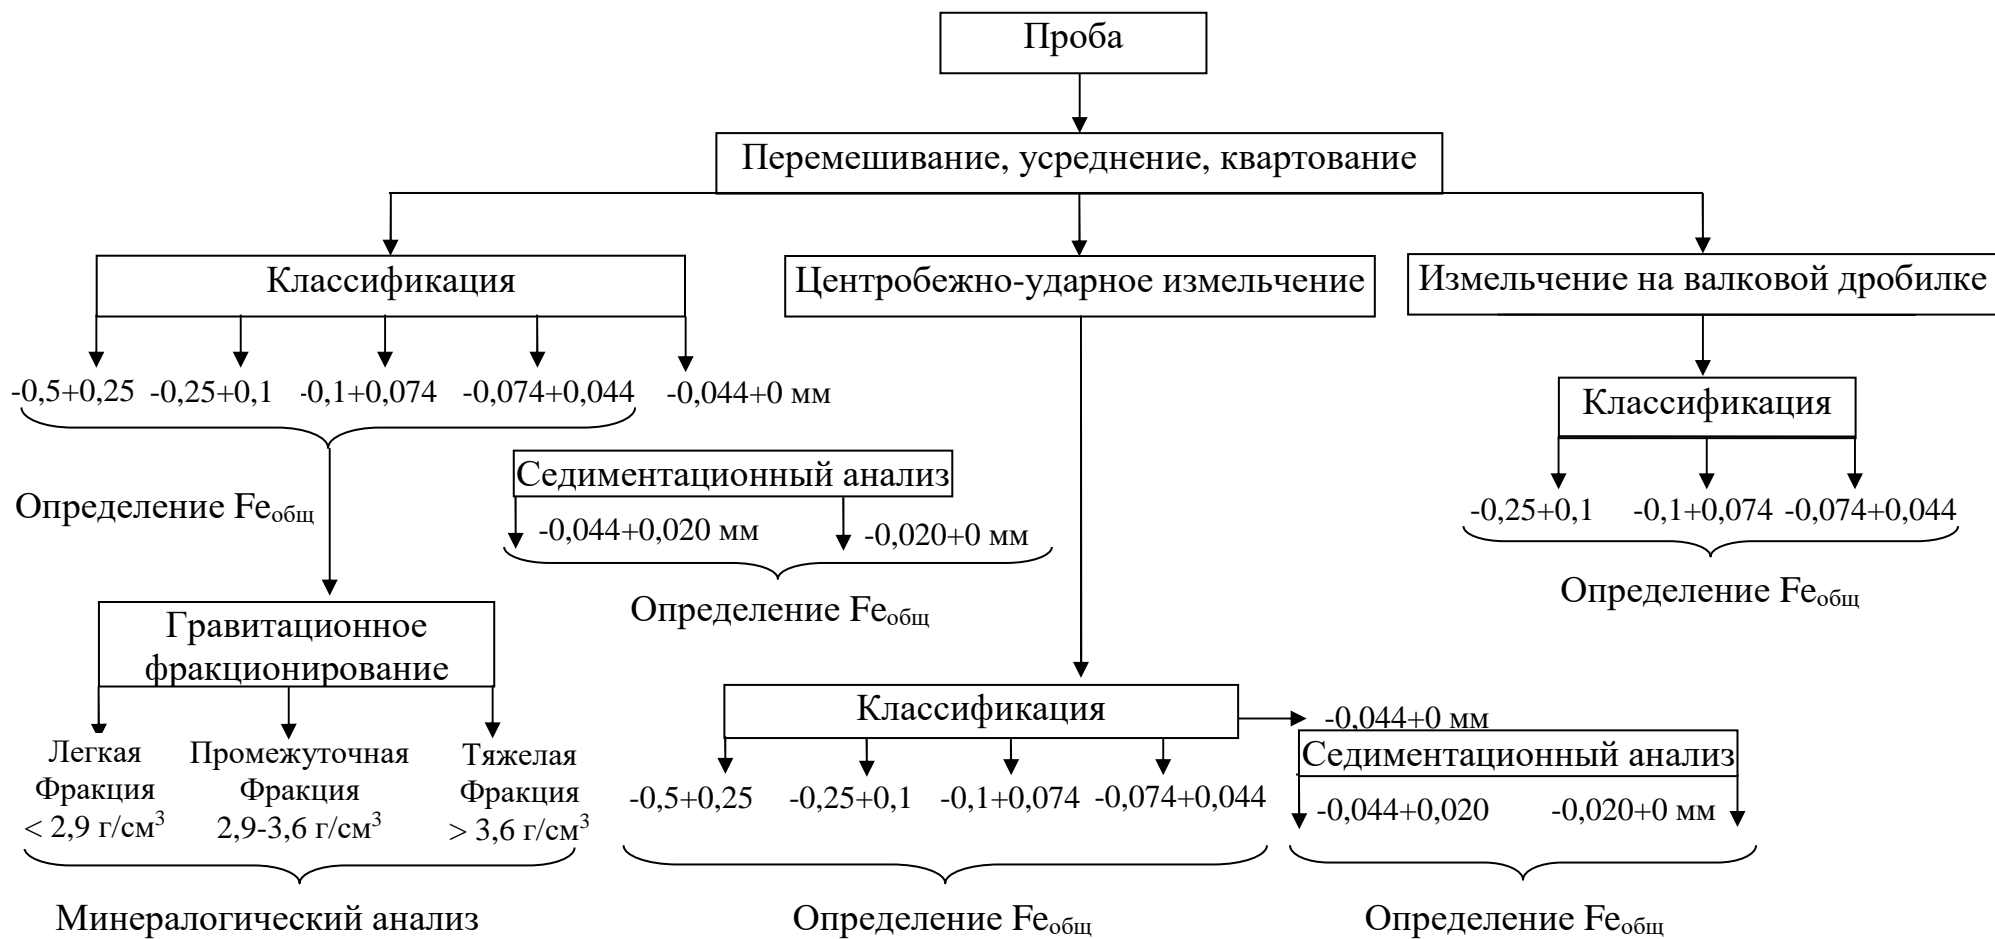 Проба
Перемешивание, усреднение, квартование
Классификация
Центробежно-ударное измельчение
Измельчение на валковой дробилке
-0,5+0,25 -0,25+0,1 -0,1+0,074 -0,074+0,044 -0,044+0 мм
Классификация
Седиментационный анализ
Определение Feобщ
-0,044+0,020 мм -0,020+0 мм
-0,25+0,1 -0,1+0,074 -0,074+0,044
Определение Feобщ
Определение Feобщ
Гравитационное
фракционирование
Легкая
Фракция
< 2,9 г/см³
Промежуточная
Фракция
2,9-3,6 г/см³
Тяжелая
Фракция
> 3,6 г/см³
Классификация
-0,044+0 мм
Седиментационный анализ
-0,5+0,25 -0,25+0,1 -0,1+0,074 -0,074+0,044
-0,044+0,020 -0,020+0 мм
Минералогический анализ
Определение Feобщ
Определение Feобщ